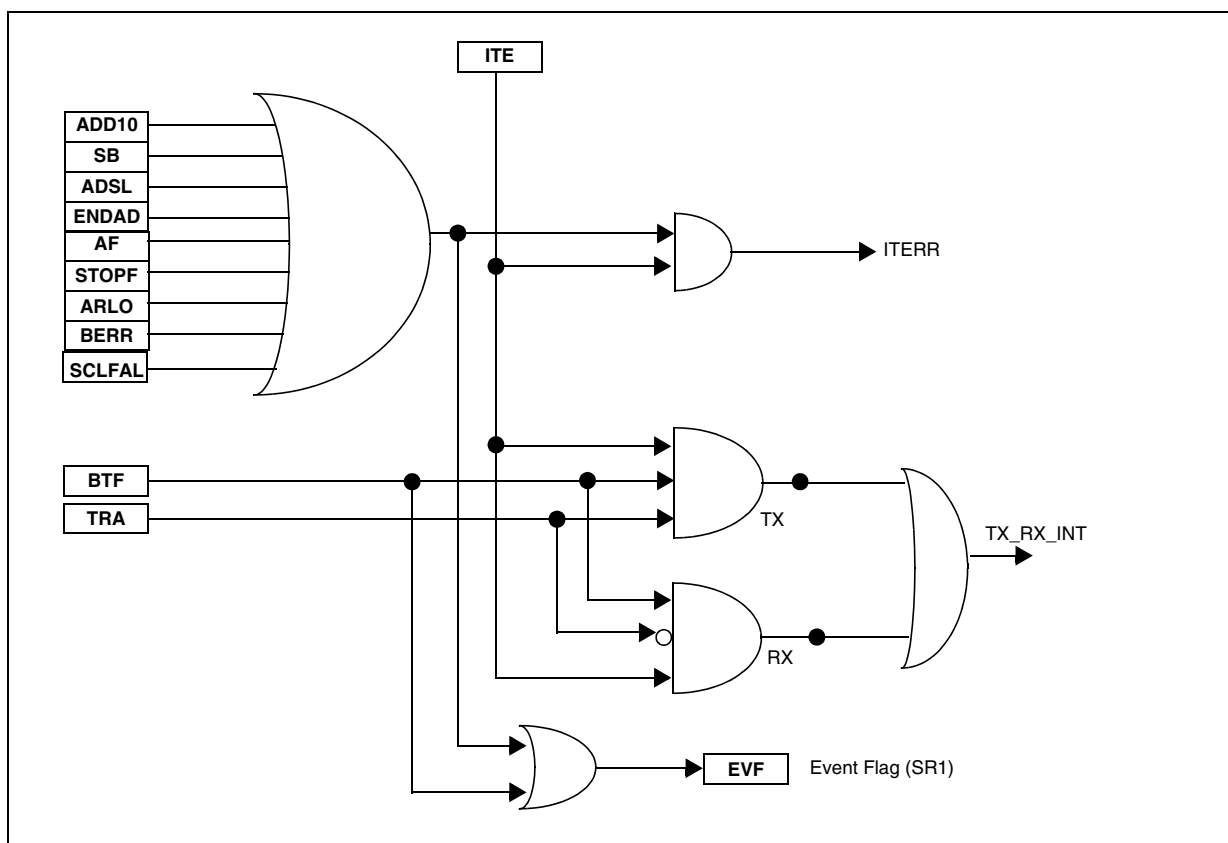 ITE
ADD10
SB
ADSL
ENDAD
AF
STOPF
ARLO
BERR
SCLFAL
ITERR
BTF
TRA
TX
TX_RX_INT
RX
EVF Event Flag (SR1)